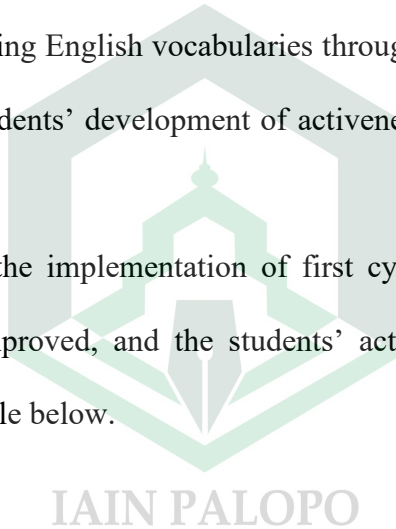 ing English vocabularies throug
dents’ development of activene
the implementation of first cy
proved, and the students’ act
le below.
IAIN PALOPO